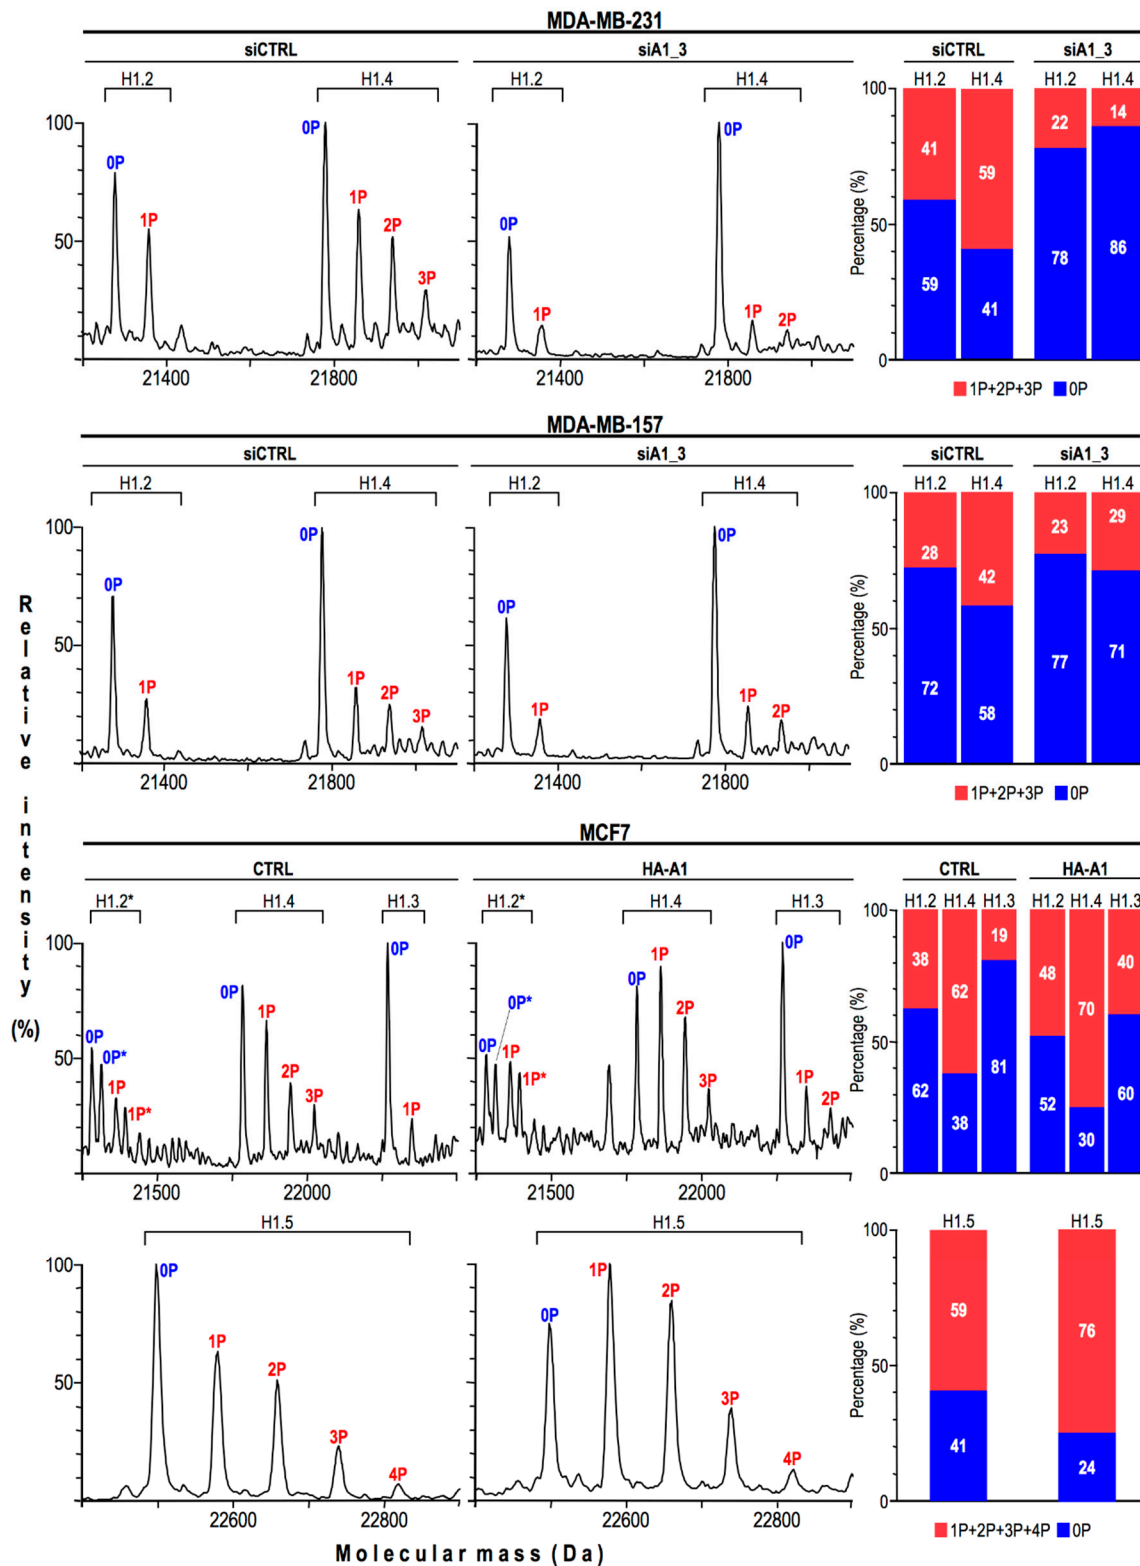 MDA-MB-231
siCTRL siA1_3 siCTRL siA1_3
H1.2 H1.4 H1.2 H1.4 H1.2 H1.4 H1.2 H1.4
100 50
0P 1P 0P 1P 2P 3P
0P 1P 0P 1P 2P
21400 21800 21400 21800
Percentage (%)
100 50 0
41 59 22 14
59 41 78 86
1P+2P+3P 0P
MDA-MB-157
siCTRL siA1_3 siCTRL siA1_3
H1.2 H1.4 H1.2 H1.4 H1.2 H1.4 H1.2 H1.4
100 50
0P 1P 0P 1P 2P 3P
0P 1P 0P 1P 2P
21400 21800 21400 21800
Percentage (%)
100 50 0
28 42 23 29
72 58 77 71
1P+2P+3P 0P
Relative intensity (%)
MCF7
CTRL HA-A1 CTRL HA-A1
H1.2* H1.4 H1.3 H1.2* H1.4 H1.3 H1.2 H1.4 H1.3 H1.2 H1.4 H1.3
100 50
0P 0P* 1P 1P* 0P 1P 2P 3P 0P 1P
0P 0P* 1P 1P* 0P 1P 2P 3P 0P 1P 2P
21500 22000 21500 22000
Percentage (%)
100 50 0
38 62 19 48 70 40
62 38 81 52 30 60
H1.5 H1.5 H1.5 H1.5
100 50
0P 1P 2P 3P 4P
0P 1P 2P 3P 4P
22600 22800 22600 22800
Percentage (%)
100 50 0
59 76
41 24
1P+2P+3P+4P 0P
Molecular mass (Da)